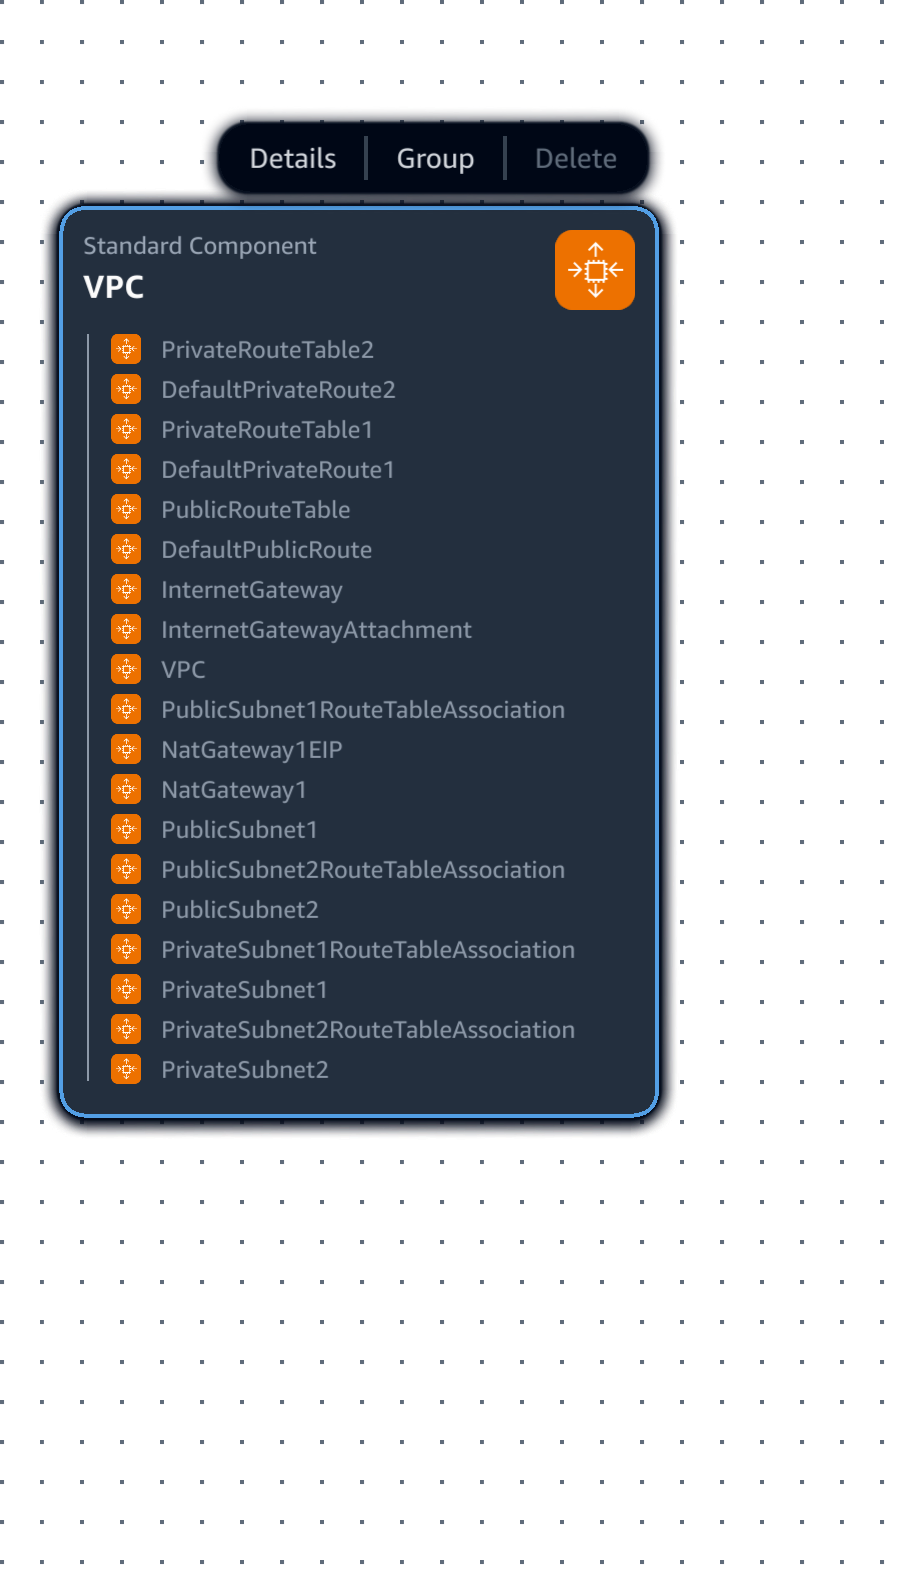 Details Group Delete
Standard Component
VPC
PrivateRouteTable2
DefaultPrivateRoute2
PrivateRouteTable1
DefaultPrivateRoute1
PublicRouteTable
DefaultPublicRoute
InternetGateway
InternetGatewayAttachment
VPC
PublicSubnet1RouteTableAssociation
NatGateway1EIP
NatGateway1
PublicSubnet1
PublicSubnet2RouteTableAssociation
PublicSubnet2
PrivateSubnet1RouteTableAssociation
PrivateSubnet1
PrivateSubnet2RouteTableAssociation
PrivateSubnet2